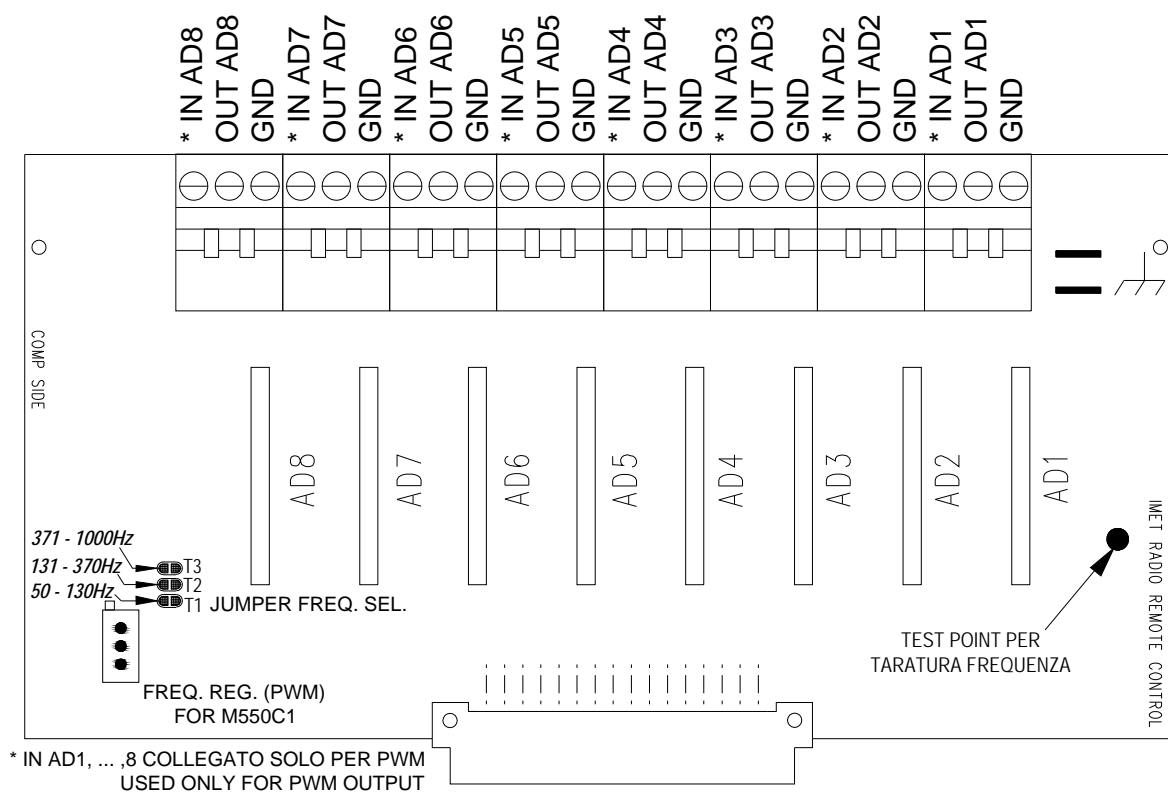 * IN AD8
OUT AD8
GND
* IN AD7
OUT AD7
GND
* IN AD6
OUT AD6
GND
* IN AD5
OUT AD5
GND
* IN AD4
OUT AD4
GND
* IN AD3
OUT AD3
GND
* IN AD2
OUT AD2
GND
* IN AD1
OUT AD1
GND
COMP SIDE
AD8
AD7
AD6
AD5
AD4
AD3
AD2
AD1
371 - 1000Hz
T3
131 - 370Hz
T2
50 - 130Hz
T1 JUMPER FREQ. SEL.
FREQ. REG. (PWM)
FOR M550C1
TEST POINT PER
TARATURA FREQUENZA
IMET RADIO REMOTE CONTROL
* IN AD1, ... ,8 COLLEGATO SOLO PER PWM
USED ONLY FOR PWM OUTPUT